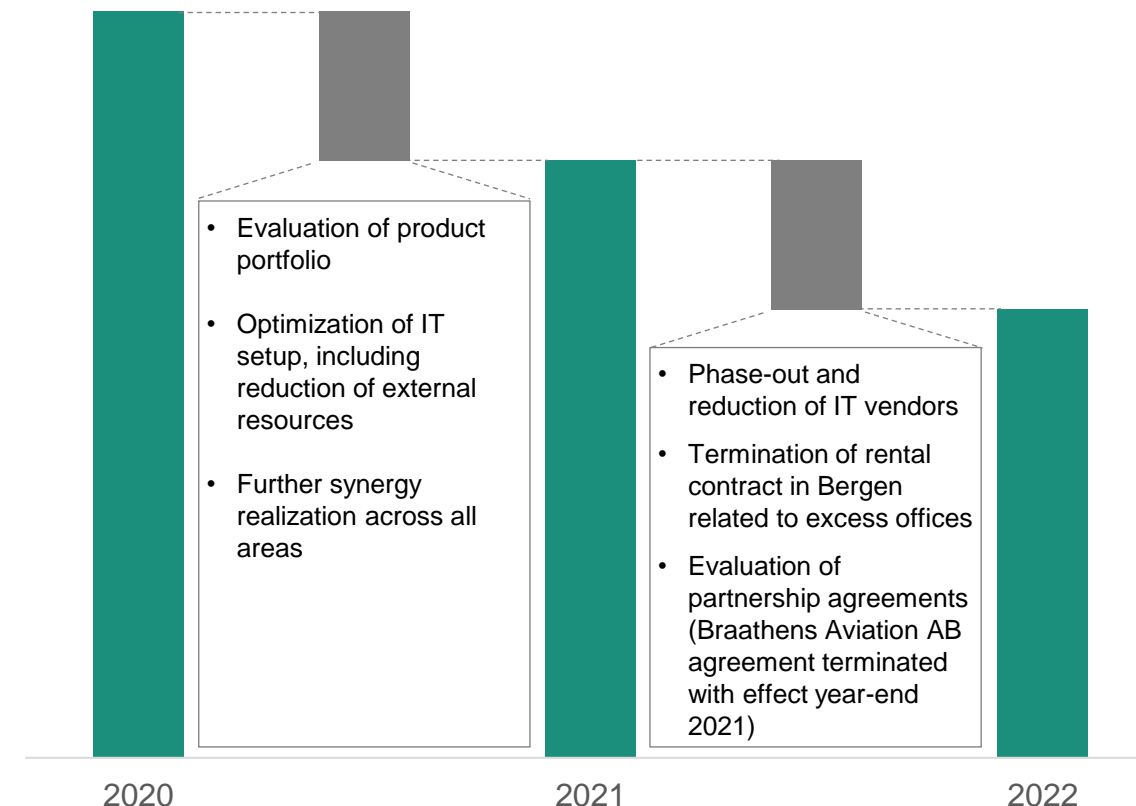 • Evaluation of product
portfolio
• Optimization of IT
setup, including
reduction of external
resources
• Further synergy
realization across all
areas
• Phase-out and
reduction of IT vendors
• Termination of rental
contract in Bergen
related to excess offices
• Evaluation of
partnership agreements
(Braathens Aviation AB
agreement terminated
with effect year-end
2021)
2020
2021
2022